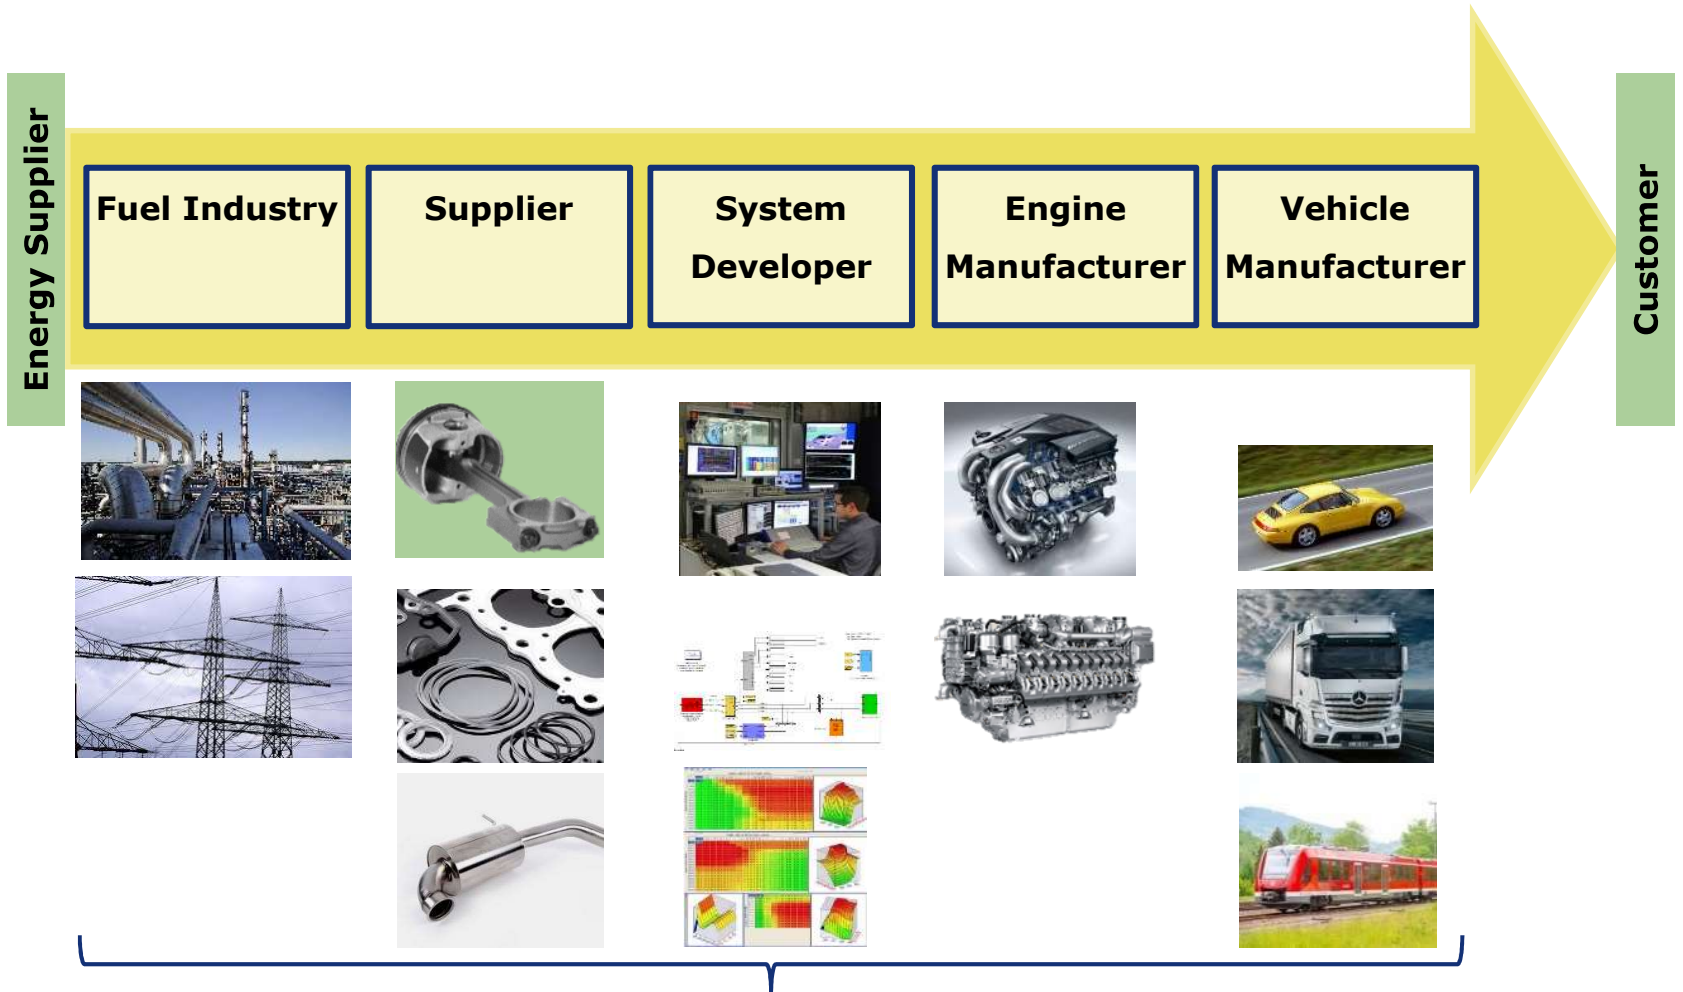 Energy Supplier
Fuel Industry
Supplier
System
Developer
Engine
Manufacturer
Vehicle
Manufacturer
Customer